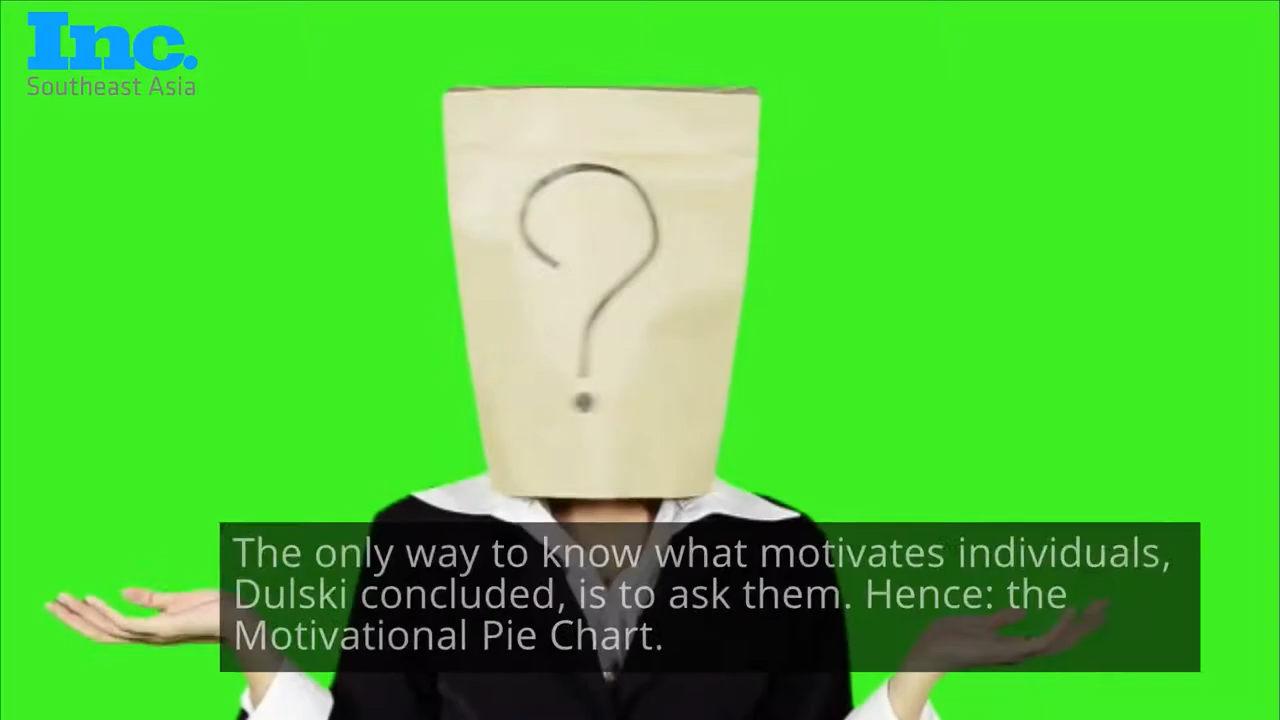 Inc.
Southeast Asia
?
The only way to know what motivates individuals,
Dulski concluded, is to ask them. Hence: the
Motivational Pie Chart.